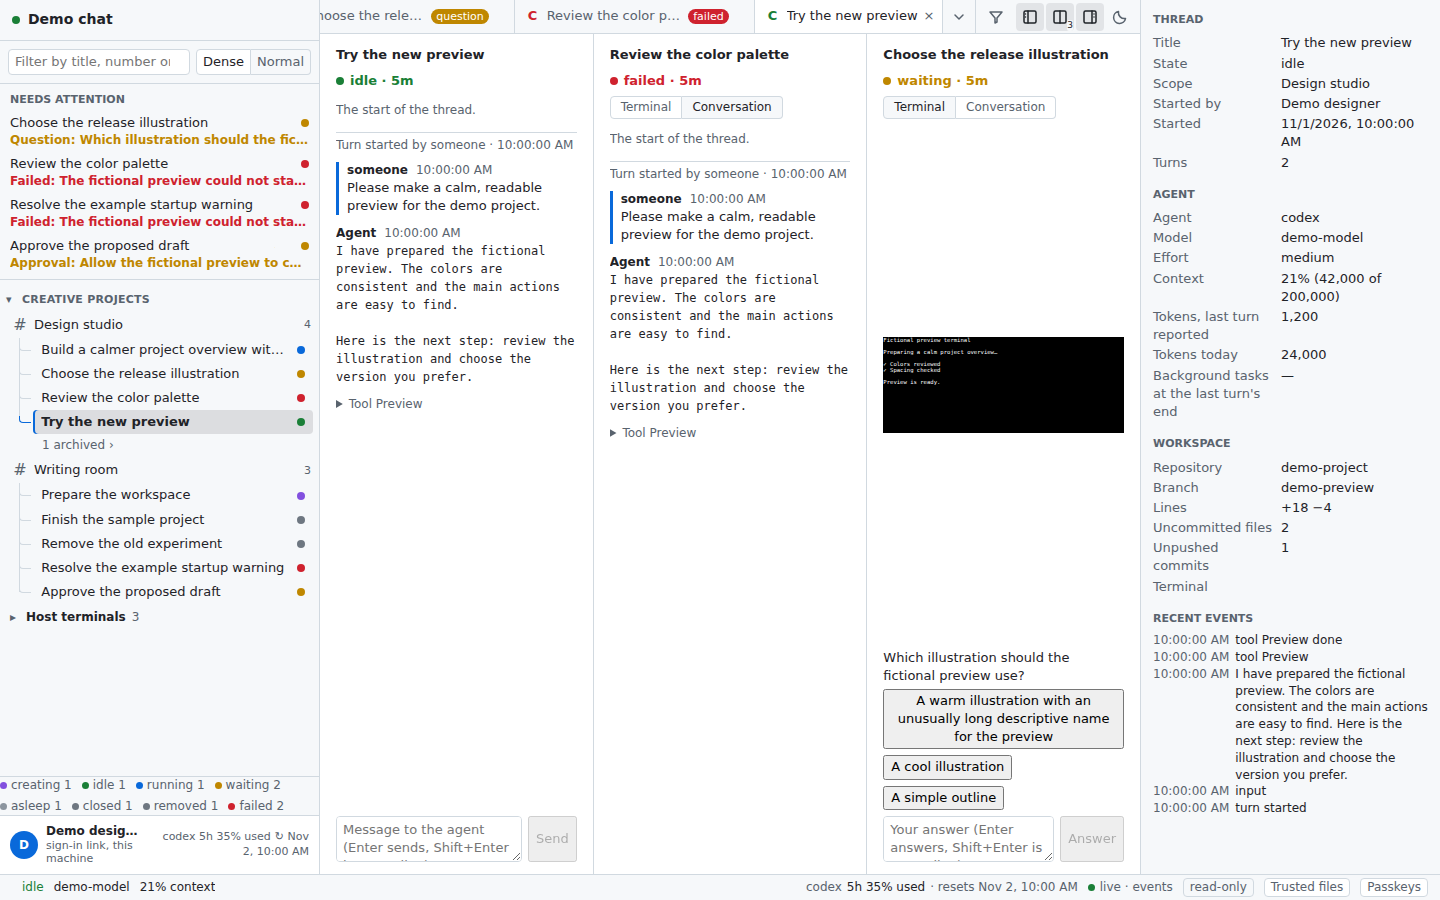 Demo chat
Filter by title, number or
Dense Normal
NEEDS ATTENTION
Choose the release illustration
Question: Which illustration should the fic…
Review the color palette
Failed: The fictional preview could not sta…
Resolve the example startup warning
Failed: The fictional preview could not sta…
Approve the proposed draft
Approval: Allow the fictional preview to c…
CREATIVE PROJECTS
# Design studio 4
Build a calmer project overview wit…
Choose the release illustration
Review the color palette
Try the new preview
1 archived ›
# Writing room 3
Prepare the workspace
Finish the sample project
Remove the old experiment
Resolve the example startup warning
Approve the proposed draft
Host terminals 3
creating 1 idle 1 running 1 waiting 2
asleep 1 closed 1 removed 1 failed 2
D
Demo desig…
sign-in link, this
machine
codex 5h 35% used ↻ Nov
2, 10:00 AM
hoose the rele… question
C Review the color p… failed
C Try the new preview ×
3
Try the new preview
idle · 5m
The start of the thread.
Turn started by someone · 10:00:00 AM
someone 10:00:00 AM
Please make a calm, readable
preview for the demo project.
Agent 10:00:00 AM
I have prepared the fictional
preview. The colors are
consistent and the main actions
are easy to find.
Here is the next step: review the
illustration and choose the
version you prefer.
Tool Preview
Message to the agent
(Enter sends, Shift+Enter
Send
Review the color palette
failed · 5m
Terminal Conversation
The start of the thread.
Turn started by someone · 10:00:00 AM
someone 10:00:00 AM
Please make a calm, readable
preview for the demo project.
Agent 10:00:00 AM
I have prepared the fictional
preview. The colors are
consistent and the main actions
are easy to find.
Here is the next step: review the
illustration and choose the
version you prefer.
Tool Preview
Choose the release illustration
waiting · 5m
Terminal Conversation
Fictional preview terminal
Preparing a calm project overview…
✓ Colors reviewed
✓ Spacing checked
Preview is ready.
Which illustration should the
fictional preview use?
A warm illustration with an
unusually long descriptive name
for the preview
A cool illustration
A simple outline
Your answer (Enter
answers, Shift+Enter is
Answer
THREAD
Title Try the new preview
State idle
Scope Design studio
Started by Demo designer
Started 11/1/2026, 10:00:00
AM
Turns 2
AGENT
Agent codex
Model demo-model
Effort medium
Context 21% (42,000 of
200,000)
Tokens, last turn 1,200
reported
Tokens today 24,000
Background tasks —
at the last turn's
end
WORKSPACE
Repository demo-project
Branch demo-preview
Lines +18 −4
Uncommitted files 2
Unpushed 1
commits
Terminal
RECENT EVENTS
10:00:00 AM tool Preview done
10:00:00 AM tool Preview
10:00:00 AM I have prepared the fictional
preview. The colors are
consistent and the main actions
are easy to find. Here is the
next step: review the
illustration and choose the
version you prefer.
10:00:00 AM input
10:00:00 AM turn started
idle demo-model 21% context
codex 5h 35% used · resets Nov 2, 10:00 AM live · events read-only Trusted files Passkeys